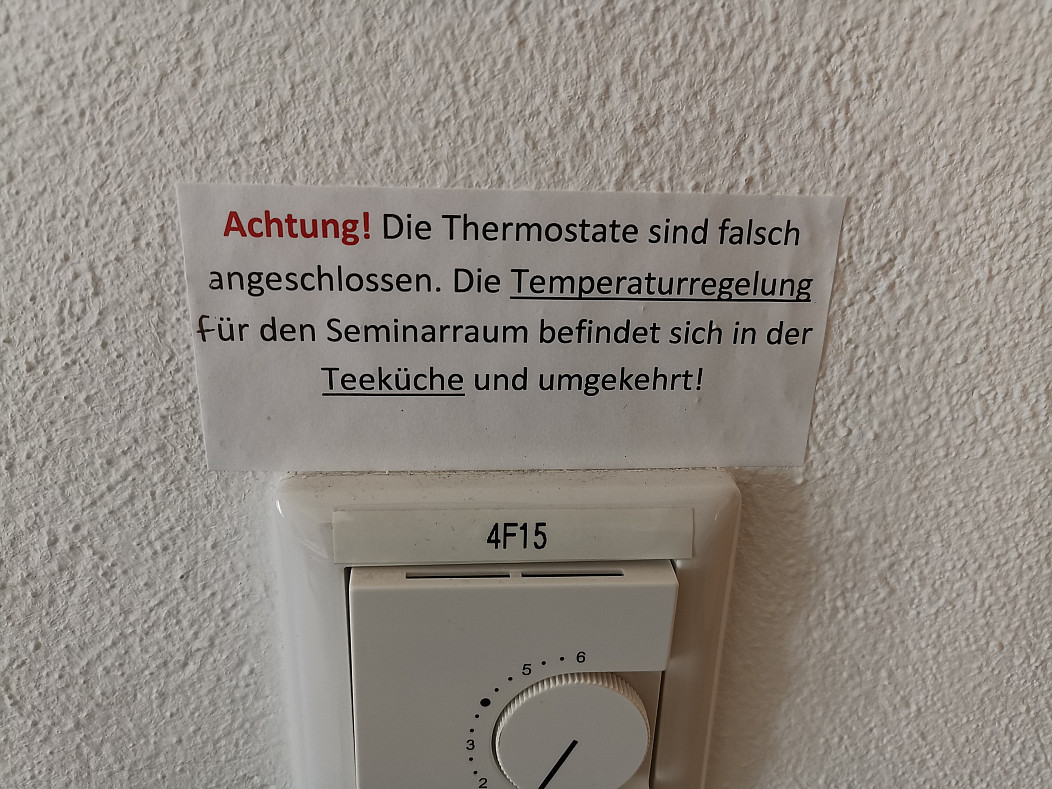 Achtung! Die Thermostate sind falsch
angeschlossen. Die Temperaturregelung
für den Seminarraum befindet sich in der
Teeküche und umgekehrt!
4F15
6
5
3
2